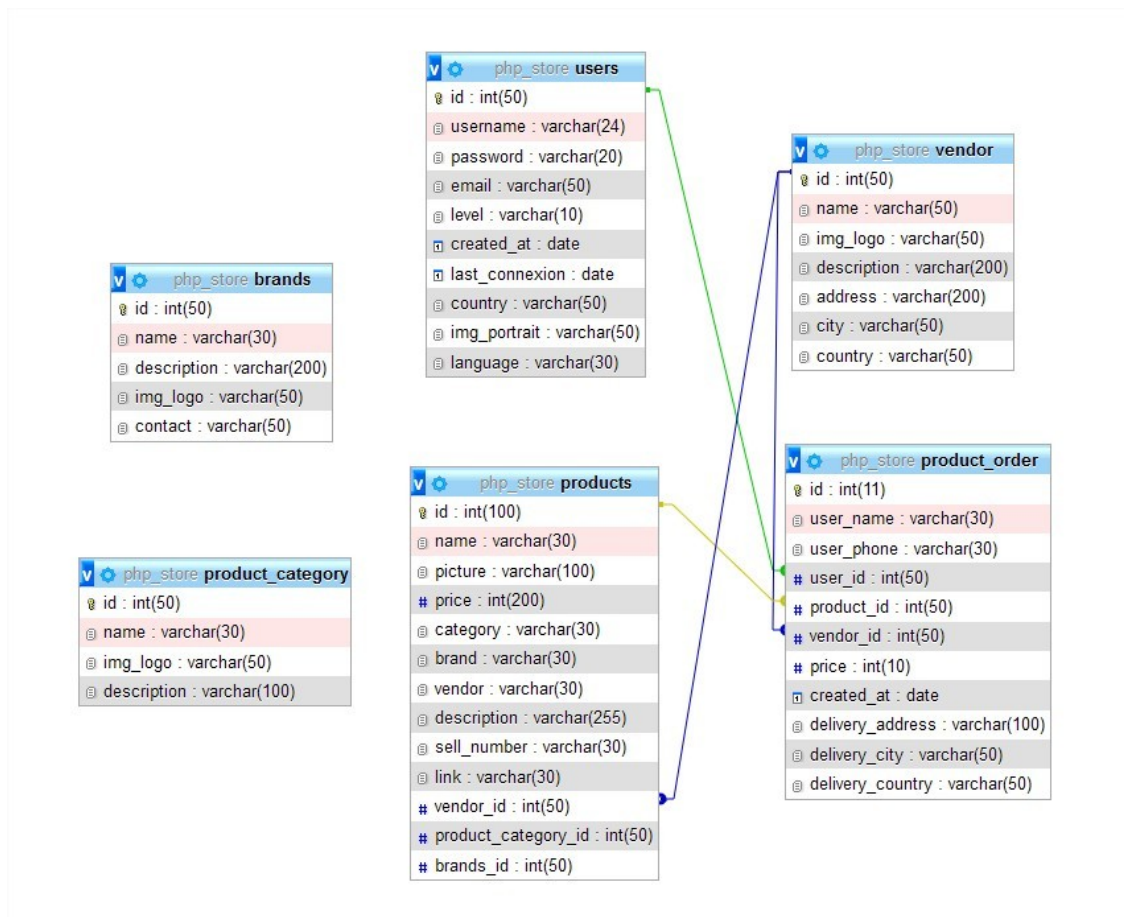 php_store users
id : int(50)
username : varchar(24)
password : varchar(20)
email : varchar(50)
level : varchar(10)
created_at : date
last_connexion : date
country : varchar(50)
img_portrait : varchar(50)
language : varchar(30)
v php_store vendor
id : int(50)
name : varchar(50)
img_logo : varchar(50)
description : varchar(200)
address : varchar(200)
city : varchar(50)
country : varchar(50)
v php_store brands
id : int(50)
name : varchar(30)
description : varchar(200)
img_logo : varchar(50)
contact : varchar(50)
v php_store products
id : int(100)
name : varchar(30)
picture : varchar(100)
# price : int(200)
category : varchar(30)
brand : varchar(30)
vendor : varchar(30)
description : varchar(255)
sell_number : varchar(30)
link : varchar(30)
# vendor_id : int(50)
# product_category_id : int(50)
# brands_id : int(50)
v php_store product_order
id : int(11)
user_name : varchar(30)
user_phone : varchar(30)
# user_id : int(50)
# product_id : int(50)
# vendor_id : int(50)
# price : int(10)
created_at : date
delivery_address : varchar(100)
delivery_city : varchar(50)
delivery_country : varchar(50)
v php_store product_category
id : int(50)
name : varchar(30)
img_logo : varchar(50)
description : varchar(100)